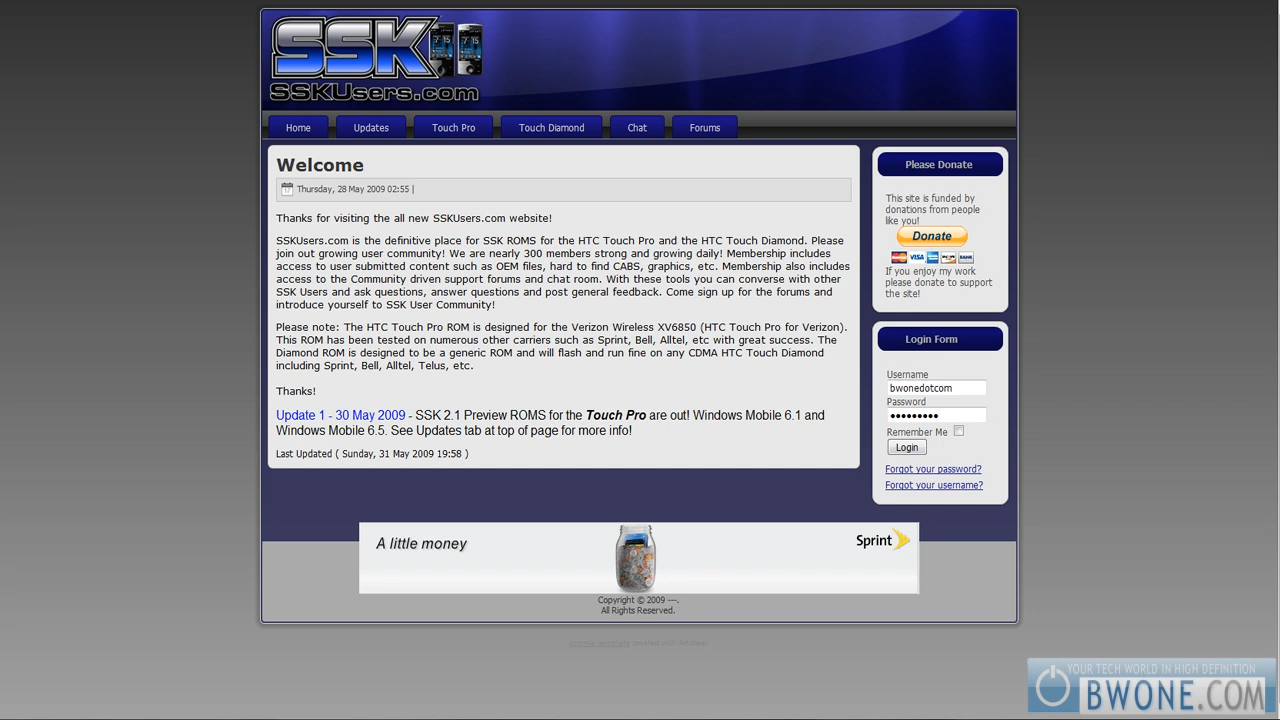 SSK
SSKUsers.com
Home
Updates
Touch Pro
Touch Diamond
Chat
Forums
Welcome
Thursday, 28 May 2009 02:55 |
Thanks for visiting the all new SSKUsers.com website!
SSKUsers.com is the definitive place for SSK ROMS for the HTC Touch Pro and the HTC Touch Diamond. Please
join out growing user community! We are nearly 300 members strong and growing daily! Membership includes
access to user submitted content such as OEM files, hard to find CABS, graphics, etc. Membership also includes
access to the Community driven support forums and chat room. With these tools you can converse with other
SSK Users and ask questions, answer questions and post general feedback. Come sign up for the forums and
introduce yourself to SSK User Community!
Please note: The HTC Touch Pro ROM is designed for the Verizon Wireless XV6850 (HTC Touch Pro for Verizon).
This ROM has been tested on numerous other carriers such as Sprint, Bell, Alltel, etc with great success. The
Diamond ROM is designed to be a generic ROM and will flash and run fine on any CDMA HTC Touch Diamond
including Sprint, Bell, Alltel, Telus, etc.
Thanks!
Update 1 - 30 May 2009 - SSK 2.1 Preview ROMS for the Touch Pro are out! Windows Mobile 6.1 and
Windows Mobile 6.5. See Updates tab at top of page for more info!
Last Updated ( Sunday, 31 May 2009 19:58 )
Please Donate
This site is funded by
donations from people
like you!
Donate
VISA
BANK
If you enjoy my work
please donate to support
the site!
Login Form
Username
bwonedotcom
Password
•••••••••
Remember Me
Login
Forgot your password?
Forgot your username?
A little money
Sprint
Copyright © 2009 ---.
All Rights Reserved.
YOUR TECH WORLD IN HIGH DEFINITION
BWONE.COM